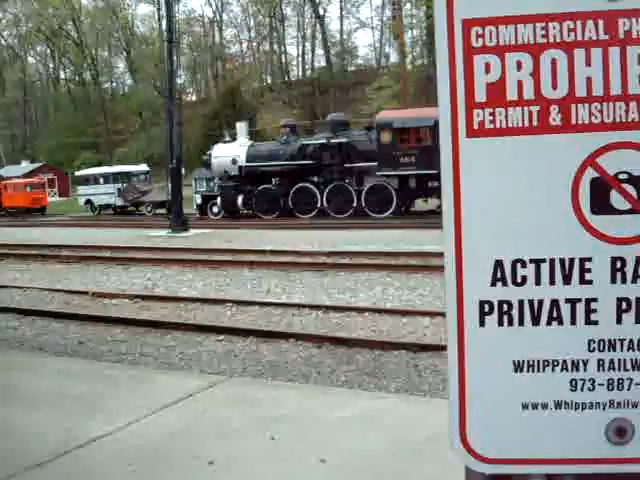 COMMERCIAL PH
PROHIB
PERMIT & INSURA
ACTIVE RA
PRIVATE P
CONTAC
WHIPPANY RAILW
973-887-
www.WhippanyRailw